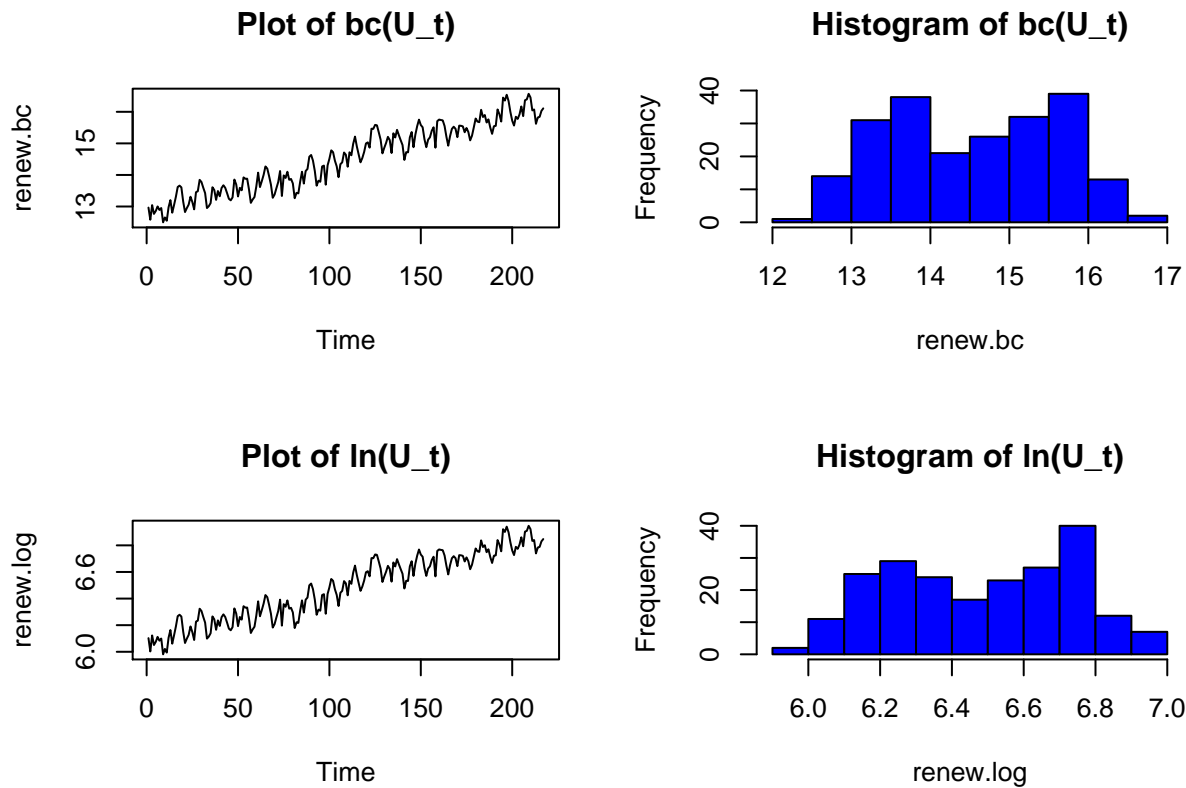 Plot of bc(U_t)
renew.bc
13 15
0 50 100 150 200
Time
Histogram of bc(U_t)
Frequency
0 20 40
12 13 14 15 16 17
renew.bc
Plot of ln(U_t)
renew.log
6.0 6.6
0 50 100 150 200
Time
Histogram of ln(U_t)
Frequency
0 20 40
6.0 6.2 6.4 6.6 6.8 7.0
renew.log